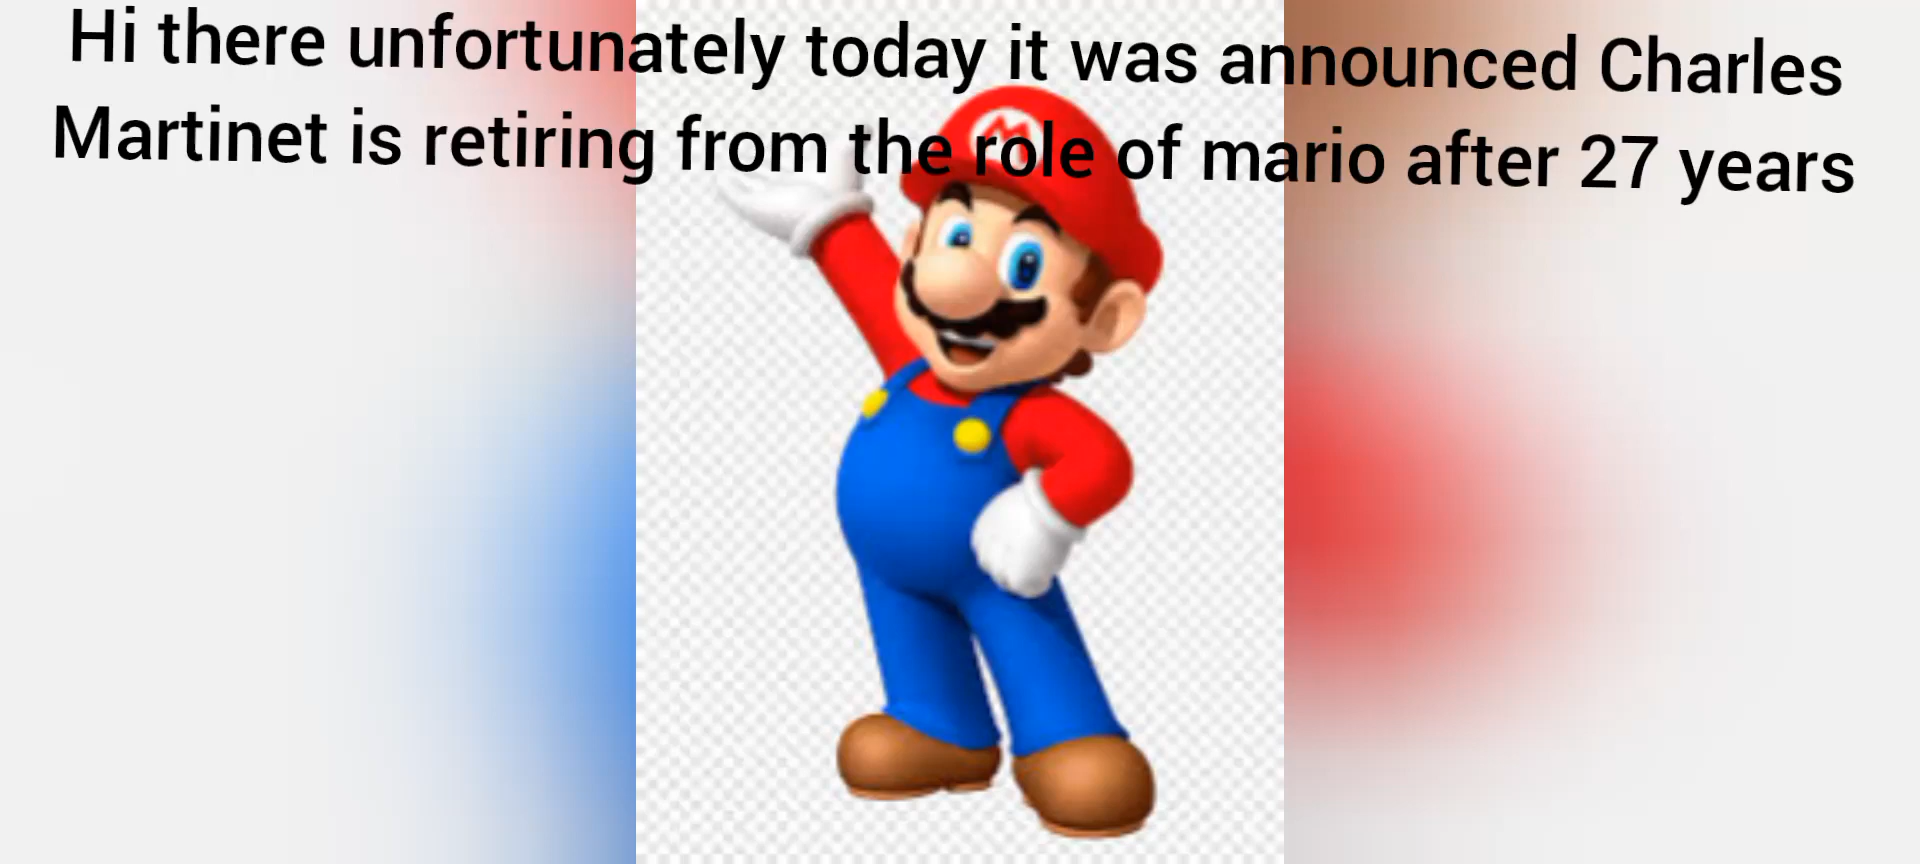 Hi there unfortunately today it was announced Charles
Martinet is retiring from the role of mario after 27 years
M